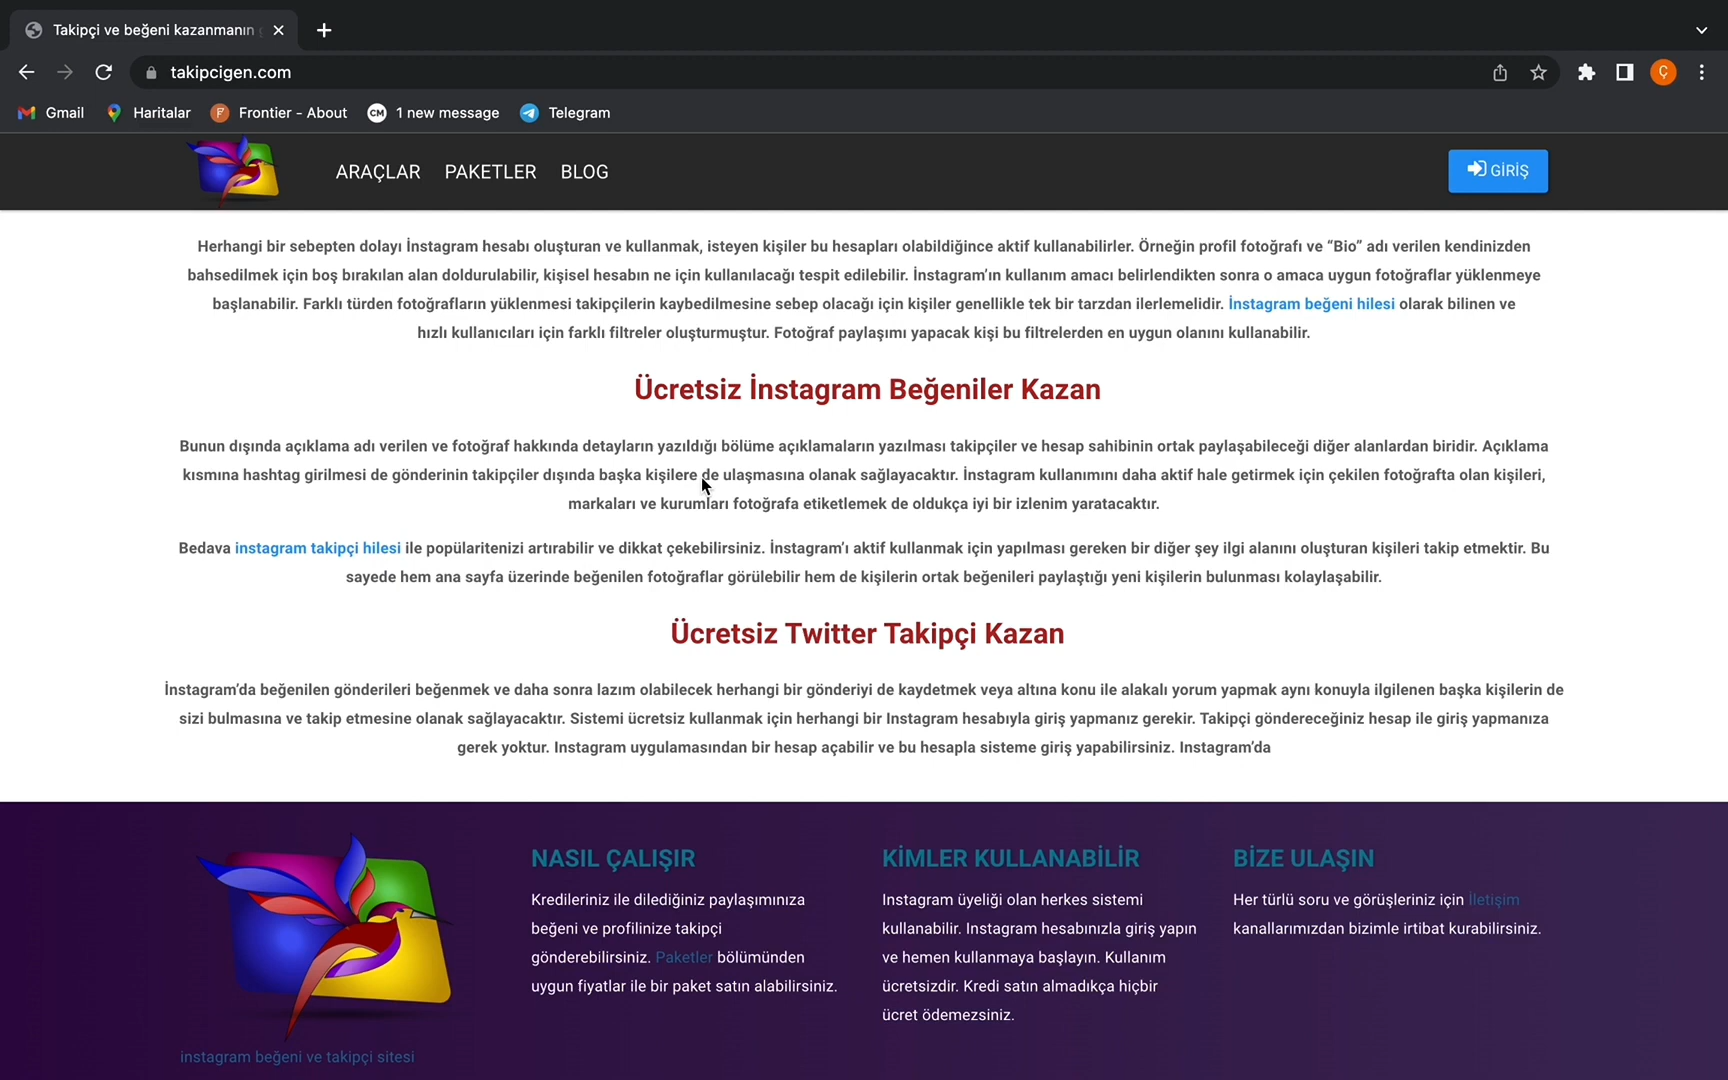 Takipçi ve beğeni kazanmanın
takipcigen.com
Ç
Gmail
Haritalar
F
Frontier - About
CM
1 new message
Telegram
ARAÇLAR
PAKETLER
BLOG
GİRİŞ
Herhangi bir sebepten dolayı İnstagram hesabı oluşturan ve kullanmak, isteyen kişiler bu hesapları olabildiğince aktif kullanabilirler. Örneğin profil fotoğrafı ve “Bio” adı verilen kendinizden
bahsedilmek için boş bırakılan alan doldurulabilir, kişisel hesabın ne için kullanılacağı tespit edilebilir. İnstagram’ın kullanım amacı belirlendikten sonra o amaca uygun fotoğraflar yüklenmeye
başlanabilir. Farklı türden fotoğrafların yüklenmesi takipçilerin kaybedilmesine sebep olacağı için kişiler genellikle tek bir tarzdan ilerlemelidir. İnstagram beğeni hilesi olarak bilinen ve
hızlı kullanıcıları için farklı filtreler oluşturmuştur. Fotoğraf paylaşımı yapacak kişi bu filtrelerden en uygun olanını kullanabilir.
Ücretsiz İnstagram Beğeniler Kazan
Bunun dışında açıklama adı verilen ve fotoğraf hakkında detayların yazıldığı bölüme açıklamaların yazılması takipçiler ve hesap sahibinin ortak paylaşabileceği diğer alanlardan biridir. Açıklama
kısmına hashtag girilmesi de gönderinin takipçiler dışında başka kişilere de ulaşmasına olanak sağlayacaktır. İnstagram kullanımını daha aktif hale getirmek için çekilen fotoğrafta olan kişileri,
markaları ve kurumları fotoğrafa etiketlemek de oldukça iyi bir izlenim yaratacaktır.
Bedava instagram takipçi hilesi ile popülaritenizi artırabilir ve dikkat çekebilirsiniz. İnstagram’ı aktif kullanmak için yapılması gereken bir diğer şey ilgi alanını oluşturan kişileri takip etmektir. Bu
sayede hem ana sayfa üzerinde beğenilen fotoğraflar görülebilir hem de kişilerin ortak beğenileri paylaştığı yeni kişilerin bulunması kolaylaşabilir.
Ücretsiz Twitter Takipçi Kazan
İnstagram’da beğenilen gönderileri beğenmek ve daha sonra lazım olabilecek herhangi bir gönderiyi de kaydetmek veya altına konu ile alakalı yorum yapmak aynı konuyla ilgilenen başka kişilerin de
sizi bulmasına ve takip etmesine olanak sağlayacaktır. Sistemi ücretsiz kullanmak için herhangi bir Instagram hesabıyla giriş yapmanız gerekir. Takipçi göndereceğiniz hesap ile giriş yapmanıza
gerek yoktur. Instagram uygulamasından bir hesap açabilir ve bu hesapla sisteme giriş yapabilirsiniz. Instagram’da
instagram beğeni ve takipçi sitesi
NASIL ÇALIŞIR
Kredileriniz ile dilediğiniz paylaşımınıza
beğeni ve profilinize takipçi
gönderebilirsiniz. Paketler bölümünden
uygun fiyatlar ile bir paket satın alabilirsiniz.
KİMLER KULLANABİLİR
Instagram üyeliği olan herkes sistemi
kullanabilir. Instagram hesabınızla giriş yapın
ve hemen kullanmaya başlayın. Kullanım
ücretsizdir. Kredi satın almadıkça hiçbir
ücret ödemezsiniz.
BİZE ULAŞIN
Her türlü soru ve görüşleriniz için İletişim
kanallarımızdan bizimle irtibat kurabilirsiniz.